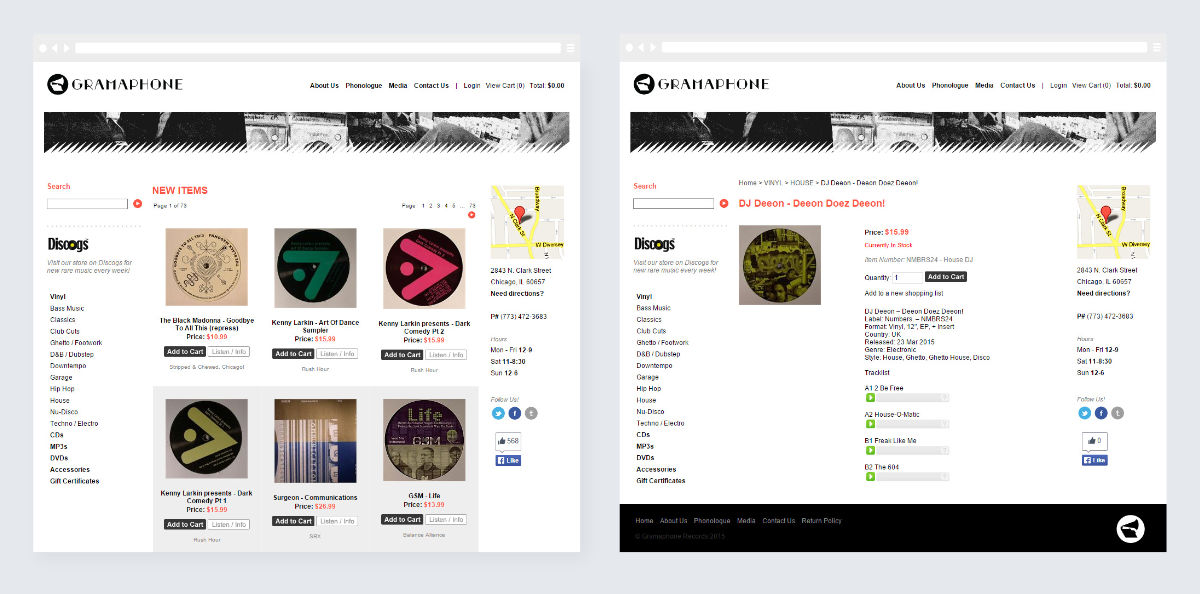 GRAMAPHONE
About Us Phonologue Media Contact Us | Login View Cart (0) Total: $0.00
Search
Discogs
Visit our store on Discogs for
new rare music every week!
Vinyl
Bass Music
Classics
Club Cuts
Ghetto / Footwork
D&B / Dubstep
Downtempo
Garage
Hip Hop
House
Nu-Disco
Techno / Electro
CDs
MP3s
DVDs
Accessories
Gift Certificates
NEW ITEMS
Page 1 of 73
Page 1 2 3 4 5 ... 73
The Black Madonna - Goodbye
To All This (repress)
Price: $10.99
Add to Cart Listen / Info
Stripped & Chewed, Chicago!
Kenny Larkin - Art Of Dance
Sampler
Price: $15.99
Add to Cart Listen / Info
Rush Hour
Kenny Larkin presents - Dark
Comedy Pt 2
Price: $15.99
Add to Cart Listen / Info
Rush Hour
Kenny Larkin presents - Dark
Comedy Pt 1
Price: $15.99
Add to Cart Listen / Info
Rush Hour
Surgeon - Communications
Price: $26.99
Add to Cart Listen / Info
SRX
Life
GSM
GSM - Life
Price: $13.99
Add to Cart Listen / Info
Balance Alliance
Broadway
N Clark St
W Diversey
2843 N. Clark Street
Chicago, IL 60657
Need directions?
P# (773) 472-3683
Hours
Mon - Fri 12-9
Sat 11-8:30
Sun 12-6
Follow Us!
568
Like
GRAMAPHONE
About Us Phonologue Media Contact Us | Login View Cart (0) Total: $0.00
Search
Discogs
Visit our store on Discogs for
new rare music every week!
Vinyl
Bass Music
Classics
Club Cuts
Ghetto / Footwork
D&B / Dubstep
Downtempo
Garage
Hip Hop
House
Nu-Disco
Techno / Electro
CDs
MP3s
DVDs
Accessories
Gift Certificates
Home > VINYL > HOUSE > DJ Deeon - Deeon Doez Deeon!
DJ Deeon - Deeon Doez Deeon!
Price: $16.99
Currently In Stock
Item Number: NMBRS24 - House DJ
Quantity: 1 Add to Cart
Add to a new shopping list
DJ Deeon – Deeon Doez Deeon!
Label: Numbers. – NMBRS24
Format: Vinyl, 12", EP, + Insert
Country: UK
Released: 23 Mar 2015
Genre: Electronic
Style: House, Ghetto, Ghetto House, Disco
Tracklist
A1 2 Be Free
A2 House-O-Matic
B1 Freak Like Me
B2 The 604
Broadway
N Clark St
W Diversey
2843 N. Clark Street
Chicago, IL 60657
Need directions?
P# (773) 472-3683
Hours
Mon - Fri 12-9
Sat 11-8:30
Sun 12-6
Follow Us!
0
Like
Home About Us Phonologue Media Contact Us Return Policy
© Gramaphone Records 2015